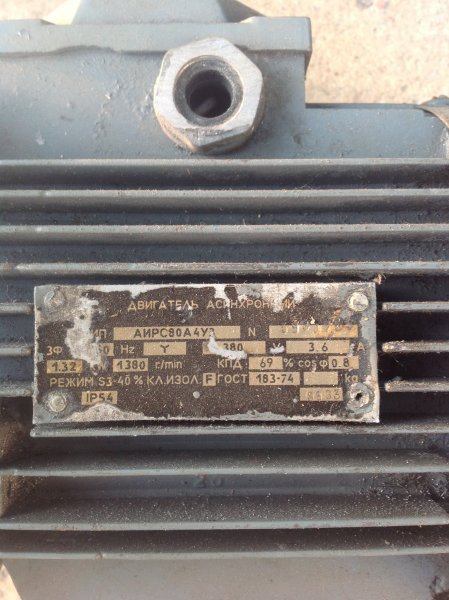 ДВИГАТЕЛЬ АСИНХРОННЫЙ
АИРС80А4У3 N
3Ф Hz Y 380 V 3.6 A
1.32 1380 r/min КПД 69 % cos φ 0.8
РЕЖИМ S3-40 % КЛ.ИЗОЛ. F ГОСТ 183-74 кg
IP54